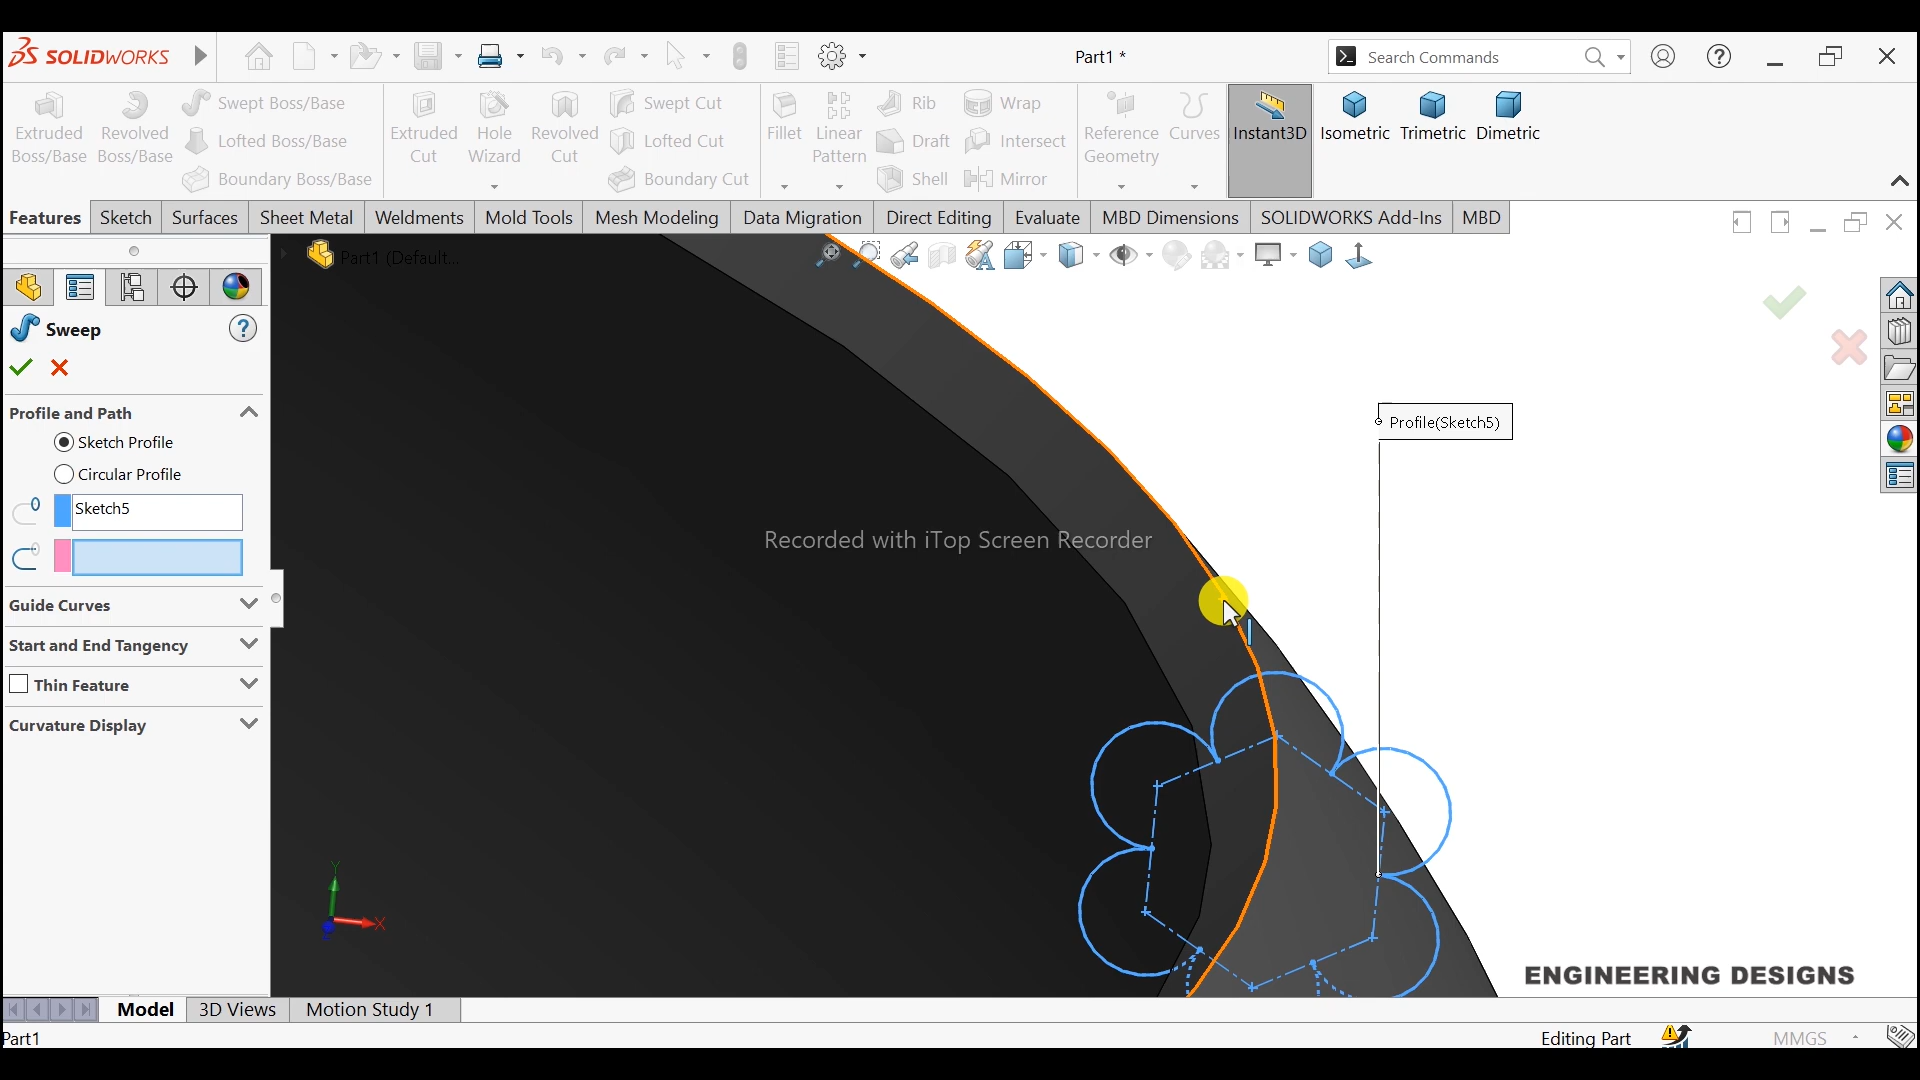 SOLIDWORKS
Part1 *
Search Commands
Extruded Boss/Base
Revolved Boss/Base
Swept Boss/Base
Lofted Boss/Base
Boundary Boss/Base
Extruded Cut
Hole Wizard
Revolved Cut
Swept Cut
Lofted Cut
Boundary Cut
Fillet
Linear Pattern
Rib
Draft
Shell
Wrap
Intersect
Mirror
Reference Geometry
Curves
Instant3D
Isometric
Trimetric
Dimetric
Features
Sketch
Surfaces
Sheet Metal
Weldments
Mold Tools
Mesh Modeling
Data Migration
Direct Editing
Evaluate
MBD Dimensions
SOLIDWORKS Add-Ins
MBD
Part1 (Default...
Sweep
Profile and Path
Sketch Profile
Circular Profile
Sketch5
Guide Curves
Start and End Tangency
Thin Feature
Curvature Display
Profile(Sketch5)
Recorded with iTop Screen Recorder
Y
X
ENGINEERING DESIGNS
Model
3D Views
Motion Study 1
Part1
Editing Part
MMGS